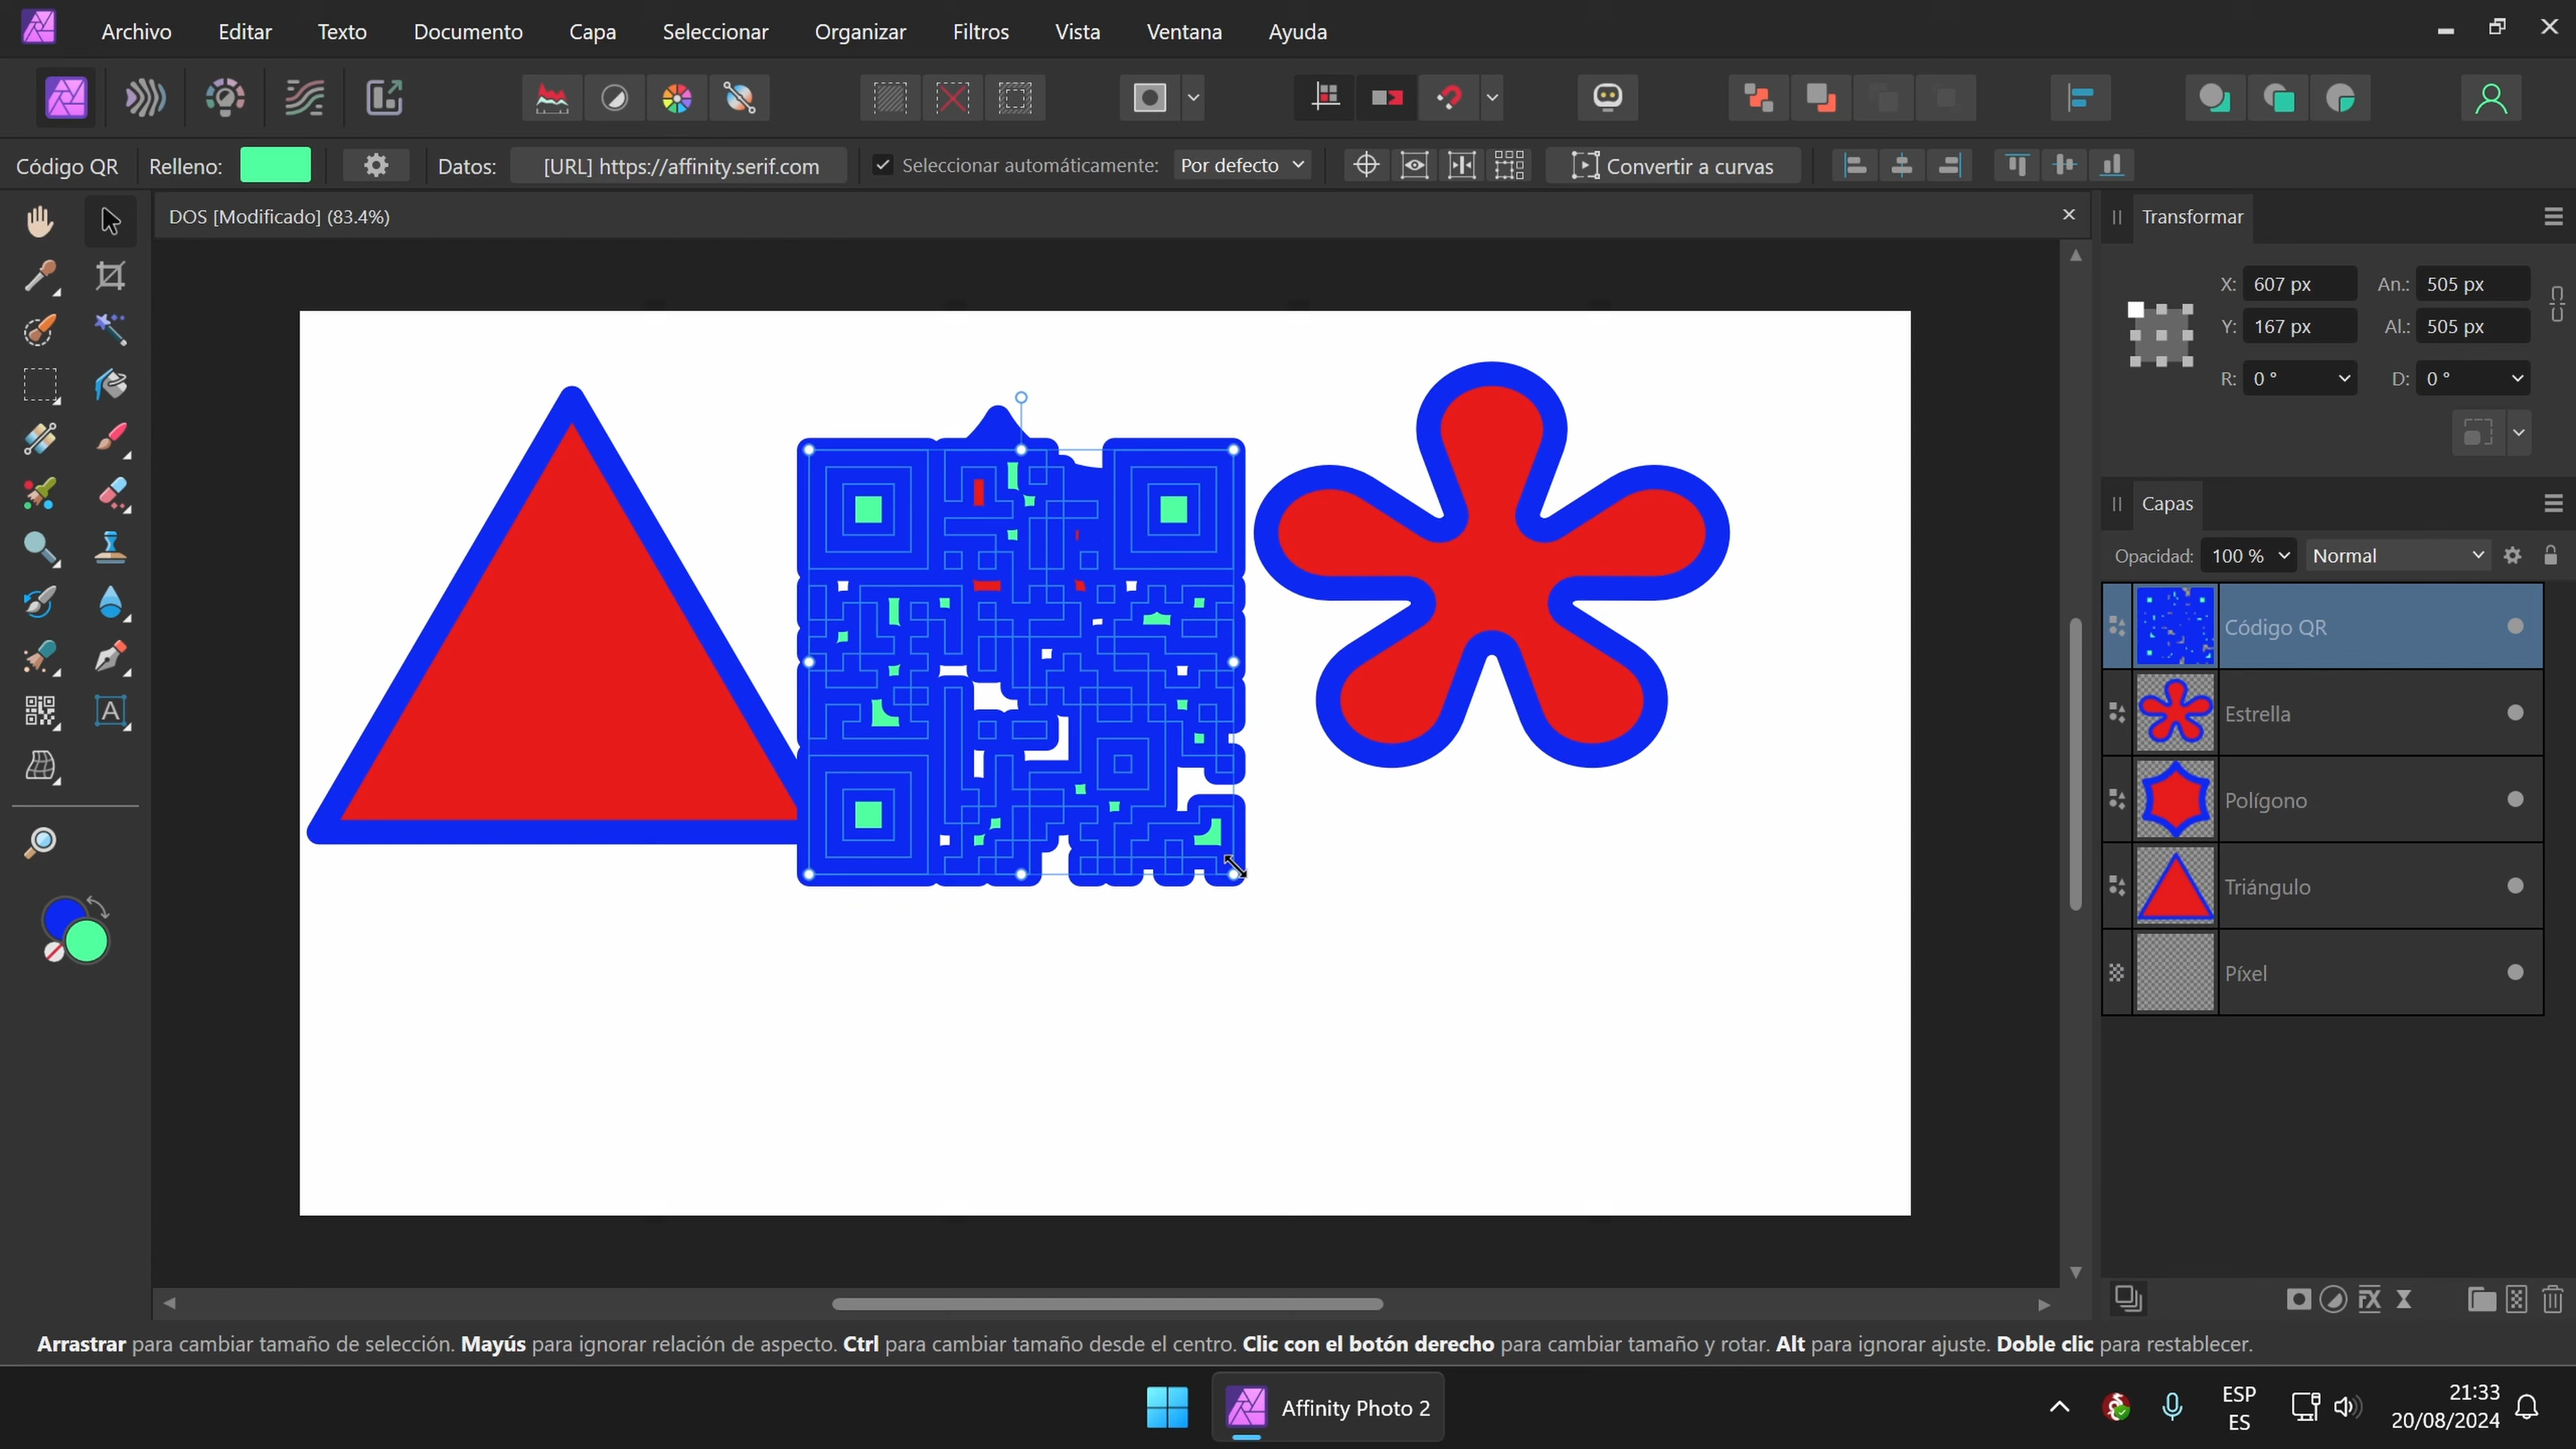 Archivo Editar Texto Documento Capa Seleccionar Organizar Filtros Vista Ventana Ayuda
Código QR Relleno: Datos: [URL] https://affinity.serif.com Seleccionar automáticamente: Por defecto Convertir a curvas
DOS [Modificado] (83.4%)
Transformar
X: 607 px An.: 505 px
Y: 167 px Al.: 505 px
R: 0 ° D: 0 °
Capas
Opacidad: 100 % Normal
Código QR
Estrella
Polígono
Triángulo
Píxel
Arrastrar para cambiar tamaño de selección. Mayús para ignorar relación de aspecto. Ctrl para cambiar tamaño desde el centro. Clic con el botón derecho para cambiar tamaño y rotar. Alt para ignorar ajuste. Doble clic para restablecer.
Affinity Photo 2
ESP
ES
21:33
20/08/2024